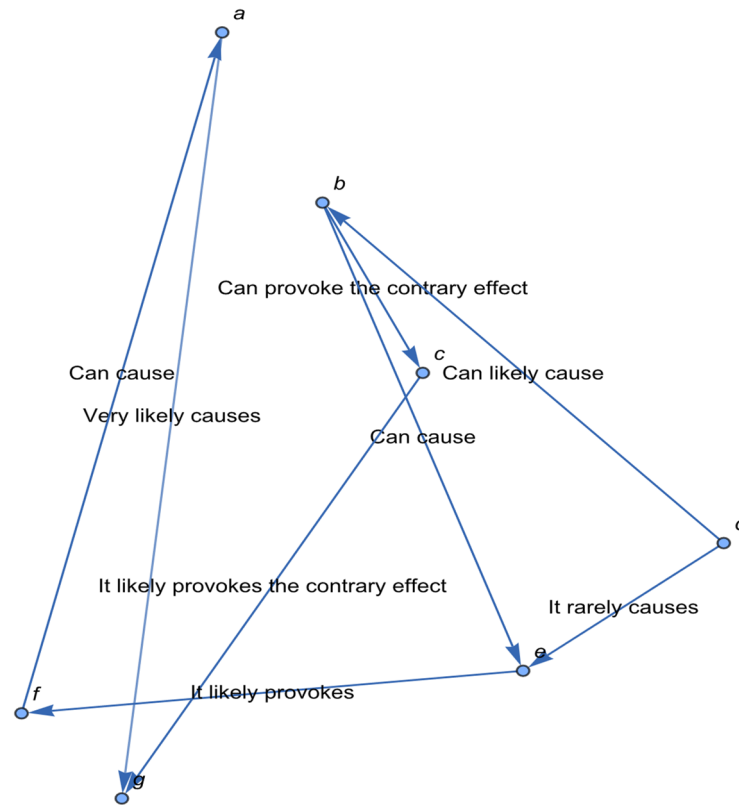 a
b
Can provoke the contrary effect
c
Can cause
Can likely cause
Very likely causes
Can cause
It likely provokes the contrary effect
It rarely causes
e
f
It likely provokes
g